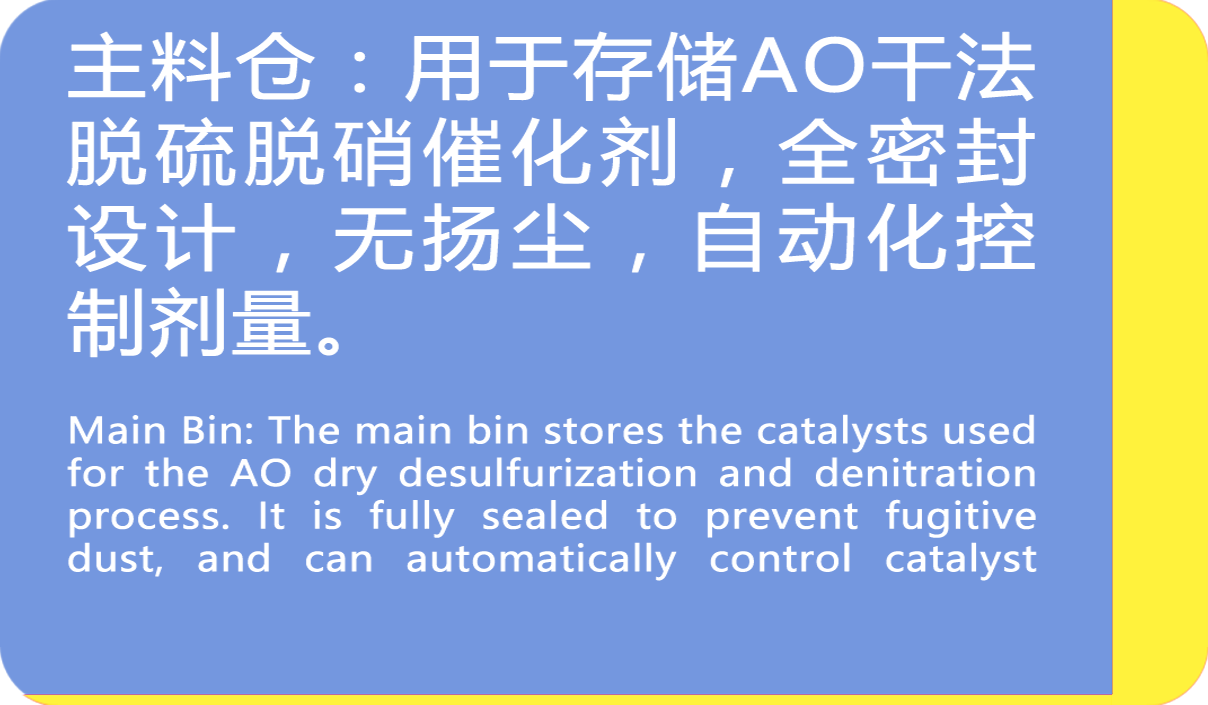 主料仓：用于存储AO干法
脱硫脱硝催化剂，全密封
设计，无扬尘，自动化控
制剂量。
Main Bin: The main bin stores the catalysts used
for the AO dry desulfurization and denitration
process. It is fully sealed to prevent fugitive
dust, and can automatically control catalyst